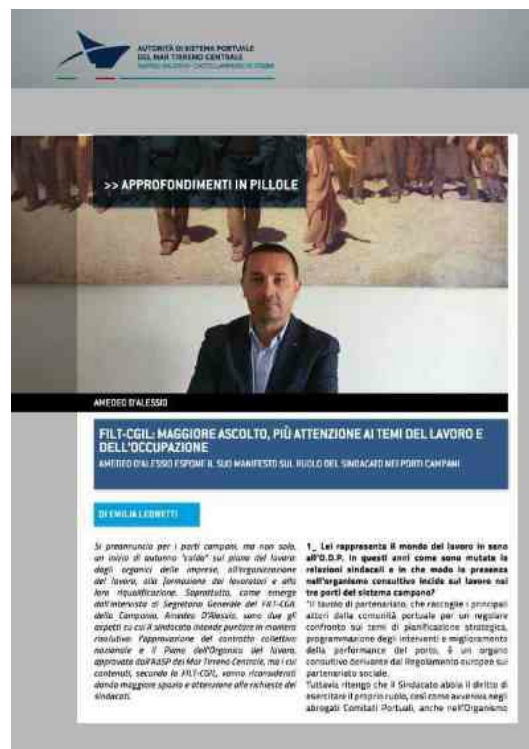 AUTORITÀ DI SISTEMA PORTUALE
DEL MAR TIRRENO CENTRALE
>> APPROFONDIMENTI IN PILLOLE
AMEDEO D'ALESSIO
FILT-CGIL: MAGGIORE ASCOLTO, PIÙ ATTENZIONE AI TEMI DEL LAVORO E
DELL'OCCUPAZIONE
AMEDEO D'ALESSIO ESPONE IL SUO MANIFESTO SUL RUOLO DEL SINDACATO NEI PORTI CAMPANI
DI EMILIA LEONETTI
Si preannuncia per i porti campani, ma non solo,
un inizio di autunno "caldo" sul piano del lavoro:
dagli organici delle imprese, all'organizzazione
del lavoro, alla formazione dei lavoratori e alla
loro riqualificazione. Soprattutto, come emerge
dall'intervista al Segretario Generale del FILT-CGIL
della Campania, Amedeo D'Alessio, sono due gli
aspetti su cui il sindacato intende puntare in maniera
risolutiva: l'approvazione del contratto collettivo
nazionale e il Piano dell'Organico del lavoro,
approvato dall'AdSP del Mar Tirreno Centrale, ma i cui
contenuti, secondo la FILT-CGIL, vanno riconsiderati
dando maggiore spazio e attenzione alle richieste dei
sindacati.
1_ Lei rappresenta il mondo del lavoro in seno
all'O.D.P. In questi anni come sono mutate le
relazioni sindacali e in che modo la presenza
nell'organismo consultivo incide sul lavoro nei
tre porti del sistema campano?
"Il tavolo di partenariato, che raccoglie i principali
attori della comunità portuale per un regolare
confronto sui temi di pianificazione strategica,
programmazione degli interventi e miglioramento
della performance del porto, è un organo
consultivo derivante dal Regolamento europeo sul
partenariato sociale.
Tuttavia ritengo che il Sindacato abbia il diritto di
esercitare il proprio ruolo, così come avveniva negli
abrogati Comitati Portuali, anche nell'Organismo